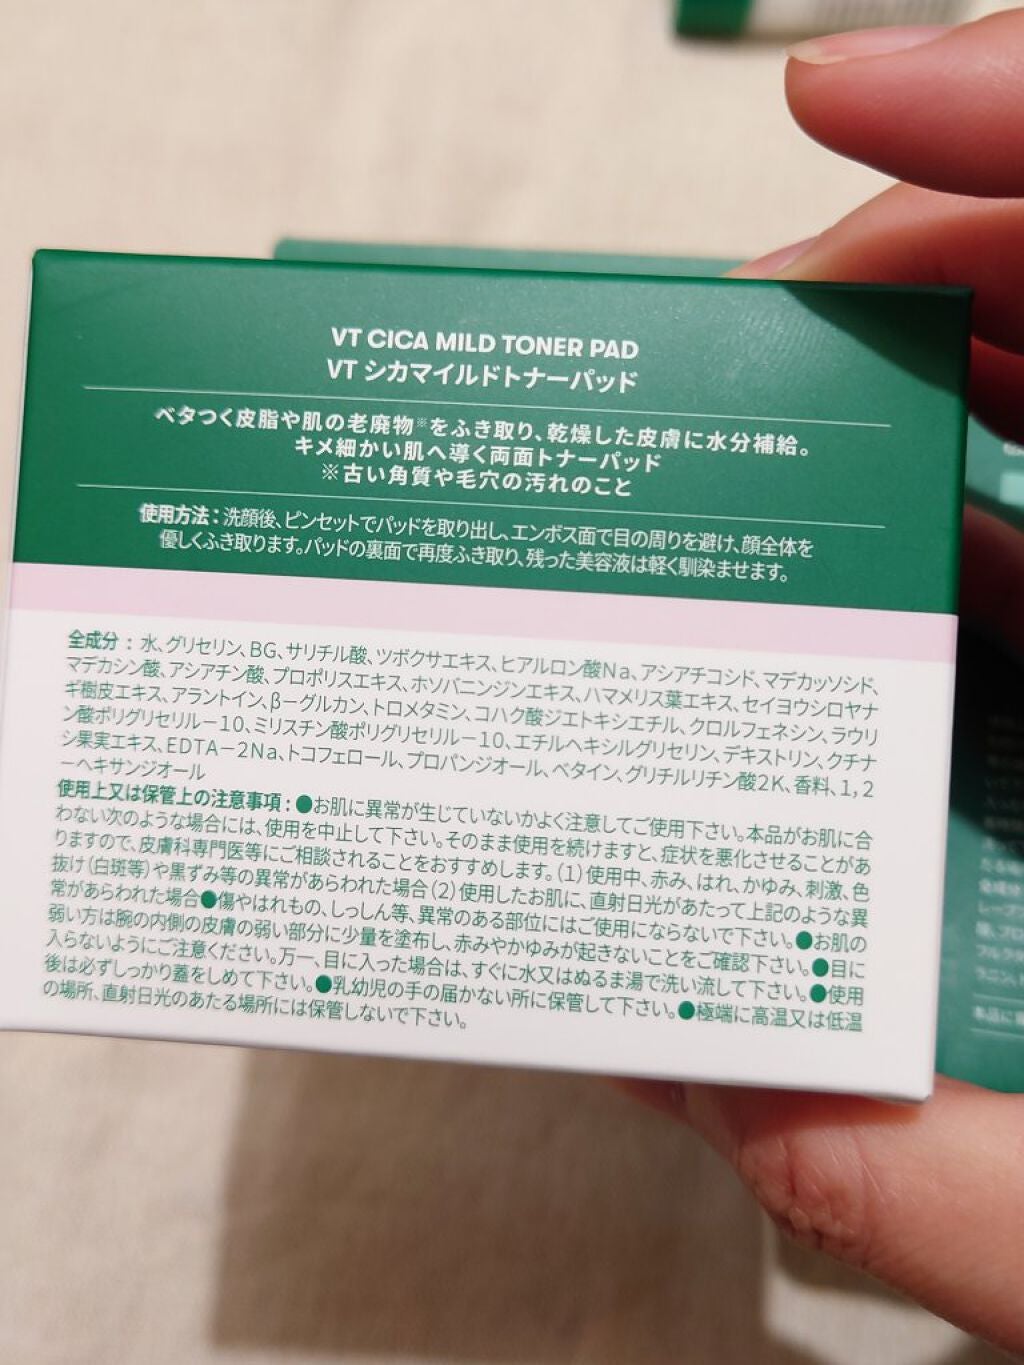 VT CICA MILD TONER PAD
VT シカマイルドトナーパッド
ベタつく皮脂や肌の老廃物※をふき取り、乾燥した皮膚に水分補給。
キメ細かい肌へ導く両面トナーパッド
※古い角質や毛穴の汚れのこと
使用方法：洗顔後、ピンセットでパッドを取り出し、エンボス面で目の周りを避け、顔全体を
優しくふき取ります。パッドの裏面で再度ふき取り、残った美容液は軽く馴染ませます。
全成分：水、グリセリン、BG、サリチル酸、ツボクサエキス、ヒアルロン酸Na、アシアチコシド、マデカッソシド、
マデカシン酸、アシアチン酸、プロポリスエキス、ホソバニンジンエキス、ハマメリス葉エキス、セイヨウシロヤナ
ギ樹皮エキス、アラントイン、β－グルカン、トロメタミン、コハク酸ジエトキシエチル、クロルフェネシン、ラウリ
ン酸ポリグリセリル－10、ミリスチン酸ポリグリセリル－10、エチルヘキシルグリセリン、デキストリン、クチナ
シ果実エキス、EDTA－2Na、トコフェロール、プロパンジオール、ベタイン、グリチルリチン酸2K、香料、1，2
－ヘキサンジオール
使用上又は保管上の注意事項：●お肌に異常が生じていないかよく注意してご使用下さい。本品がお肌に合
わない次のような場合には、使用を中止して下さい。そのまま使用を続けますと、症状を悪化させることがあ
りますので、皮膚科専門医等にご相談されることをおすすめします。（1）使用中、赤み、はれ、かゆみ、刺激、色
抜け（白斑等）や黒ずみ等の異常があらわれた場合（2）使用したお肌に、直射日光があたって上記のような異
常があらわれた場合●傷やはれもの、しっしん等、異常のある部位にはご使用にならないで下さい。●お肌の
弱い方は腕の内側の皮膚の弱い部分に少量を塗布し、赤みやかゆみが起きないことをご確認下さい。●目に
入らないようにご注意ください。万一、目に入った場合は、すぐに水又はぬるま湯で洗い流して下さい。●使用
後は必ずしっかり蓋をしめて下さい。●乳幼児の手の届かない所に保管して下さい。●極端に高温又は低温
の場所、直射日光のあたる場所には保管しないで下さい。